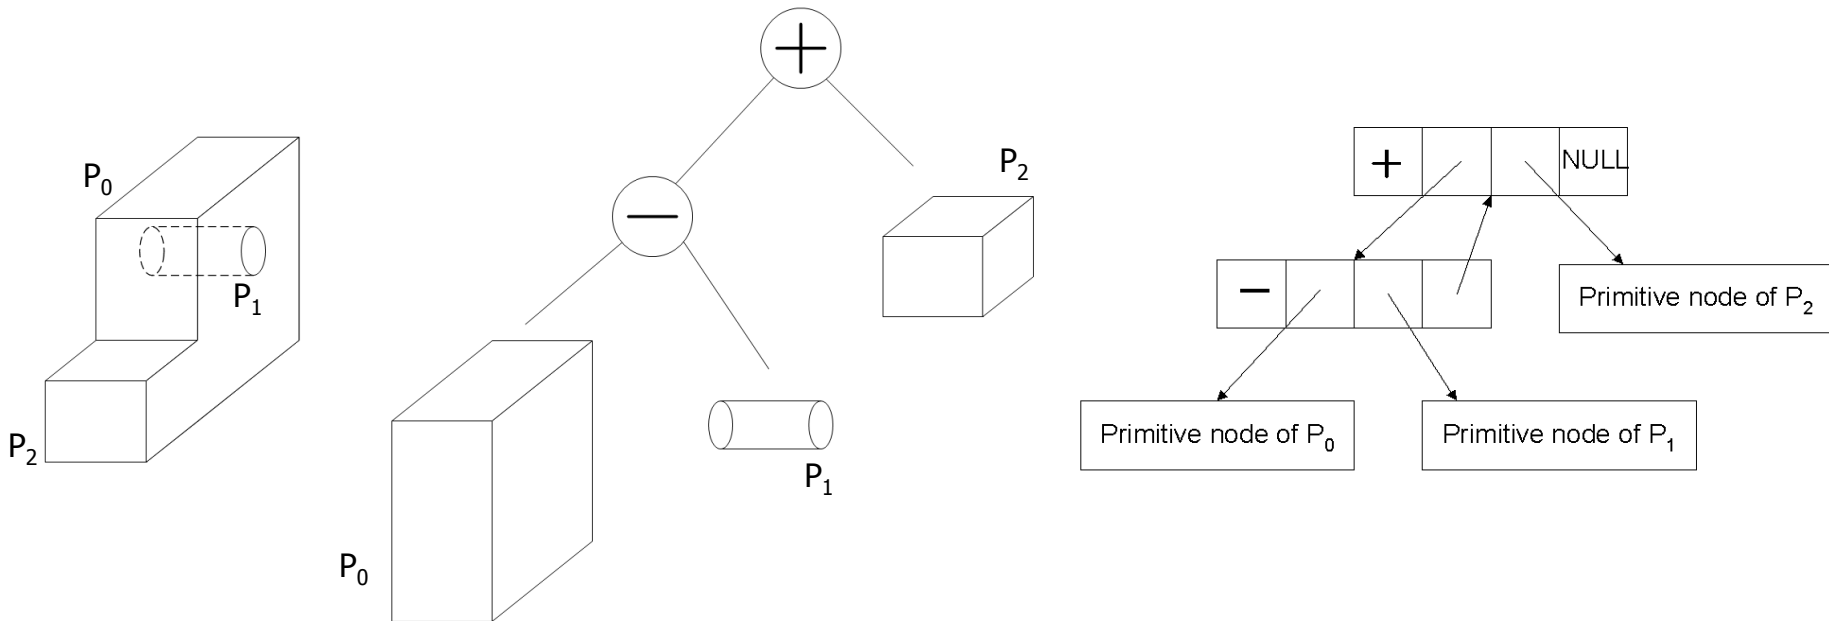 P₀
P₁
P₂
+
−
P₂
P₀
P₁
+ NULL
−
Primitive node of P₂
Primitive node of P₀
Primitive node of P₁